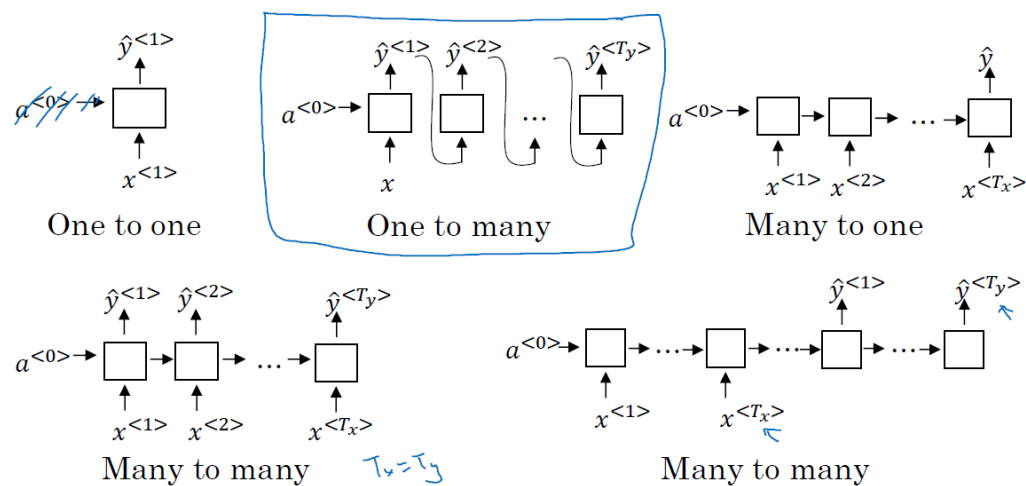 ŷ<1>
a<0>
x<1>
One to one
ŷ<1> ŷ<2> ŷ<Ty>
a<0> ...
x
One to many
ŷ
a<0> ...
x<1> x<2> x<Tx>
Many to one
ŷ<1> ŷ<2> ŷ<Ty>
a<0> ...
x<1> x<2> x<Tx>
Many to many
Tx=Ty
ŷ<1> ŷ<Ty>
a<0> ... ... ...
x<1> x<Tx>
Many to many